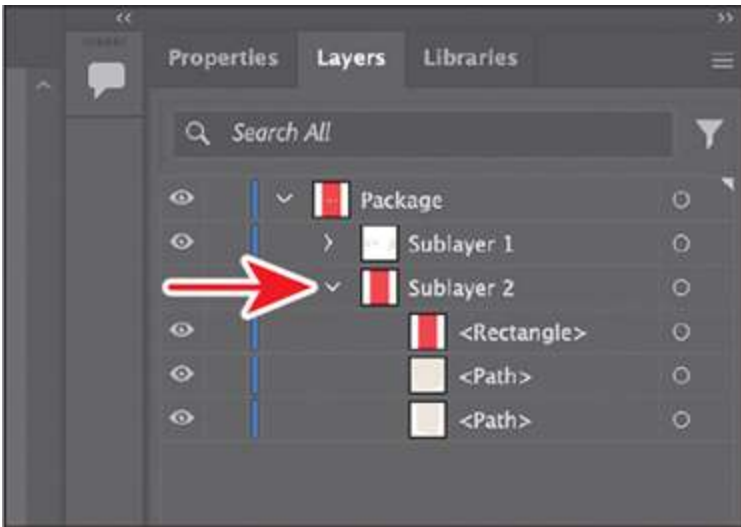 Properties Layers Libraries
Search All
Package
Sublayer 1
Sublayer 2
<Rectangle>
<Path>
<Path>